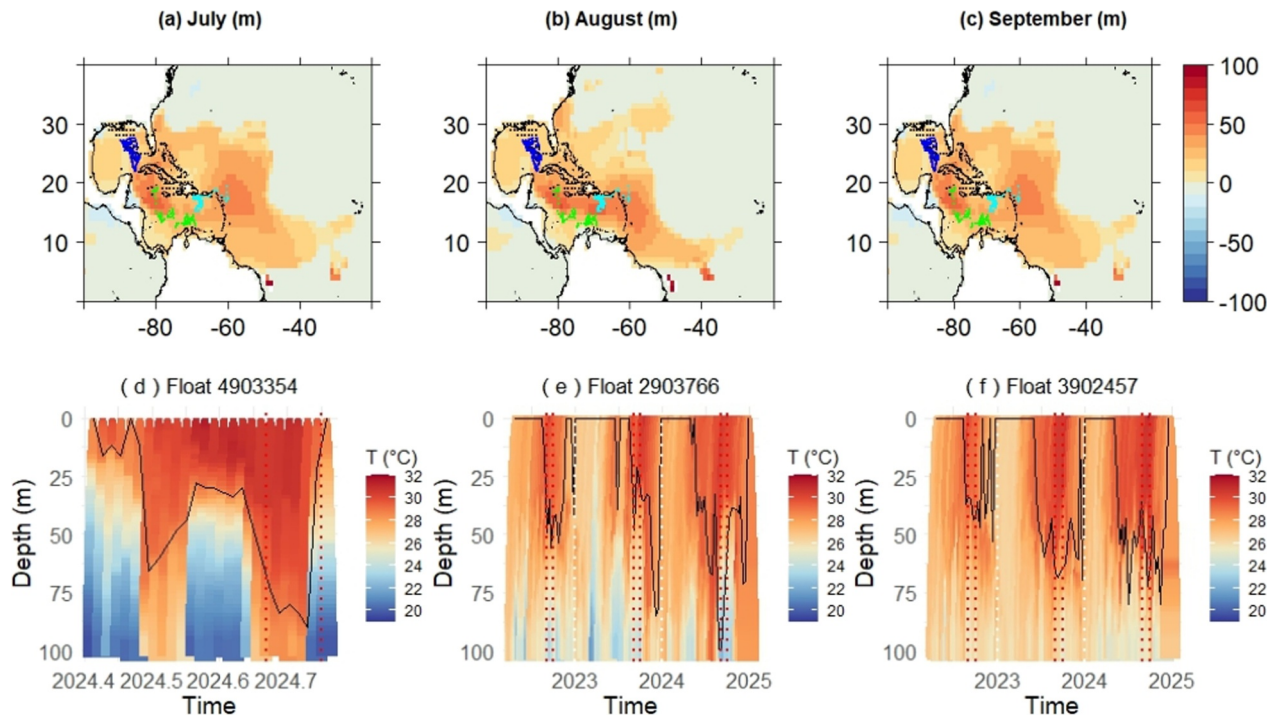 (a) July (m) (b) August (m) (c) September (m)
30 30 30 100
20 20 20 50
10 10 10 0
-50
-100
-80 -60 -40 -80 -60 -40 -80 -60 -40
( d ) Float 4903354 ( e ) Float 2903766 ( f ) Float 3902457
0 0 0
T (°C) T (°C) T (°C)
25 32 25 32 25 32
30 30 30
50 28 50 28 50 28
26 26 26
24 24 24
75 22 75 22 75 22
20 20 20
100 100 100
Depth (m) Depth (m) Depth (m)
2024.4 2024.5 2024.6 2024.7 2023 2024 2025 2023 2024 2025
Time Time Time